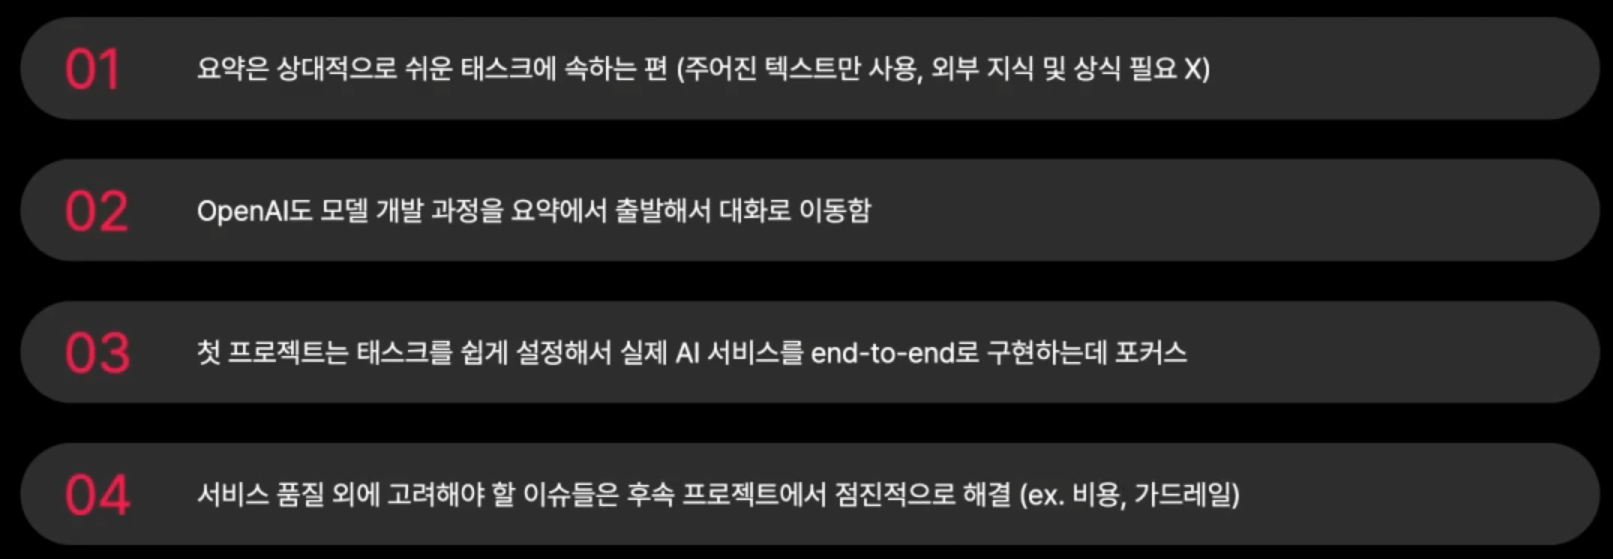 01 요약은 상대적으로 쉬운 태스크에 속하는 편 (주어진 텍스트만 사용, 외부 지식 및 상식 필요 X)
02 OpenAI도 모델 개발 과정을 요약에서 출발해서 대화로 이동함
03 첫 프로젝트는 태스크를 쉽게 설정해서 실제 AI 서비스를 end-to-end로 구현하는데 포커스
04 서비스 품질 외에 고려해야 할 이슈들은 후속 프로젝트에서 점진적으로 해결 (ex. 비용, 가드레일)